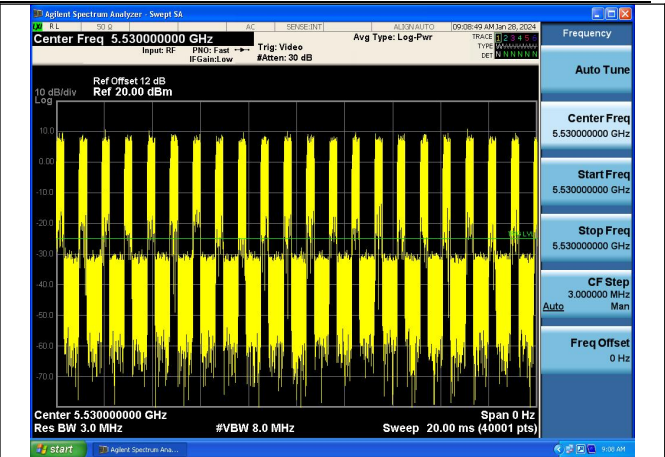 Agilent Spectrum Analyzer - Swept SA
RL 50 Ω AC SENSE:INT ALIGN AUTO 09:08:49 AM Jan 28, 2024
Center Freq 5.530000000 GHz
Input: RF PNO: Fast Trig: Video Avg Type: Log-Pwr TRACE 1 2 3 4 5 6
IFGain:Low #Atten: 30 dB TYPE
DET N N N N N N
Frequency
Auto Tune
Ref Offset 12 dB
10 dB/div Ref 20.00 dBm
Log
10.0
0.00
-10.0
-20.0
-30.0
-40.0
-50.0
-60.0
-70.0
Center Freq
5.530000000 GHz
Start Freq
5.530000000 GHz
Stop Freq
5.530000000 GHz
CF Step
3.000000 MHz
Auto Man
Freq Offset
0 Hz
Center 5.530000000 GHz Span 0 Hz
Res BW 3.0 MHz #VBW 8.0 MHz Sweep 20.00 ms (40001 pts)
start Agilent Spectrum Ana... 9:08 AM